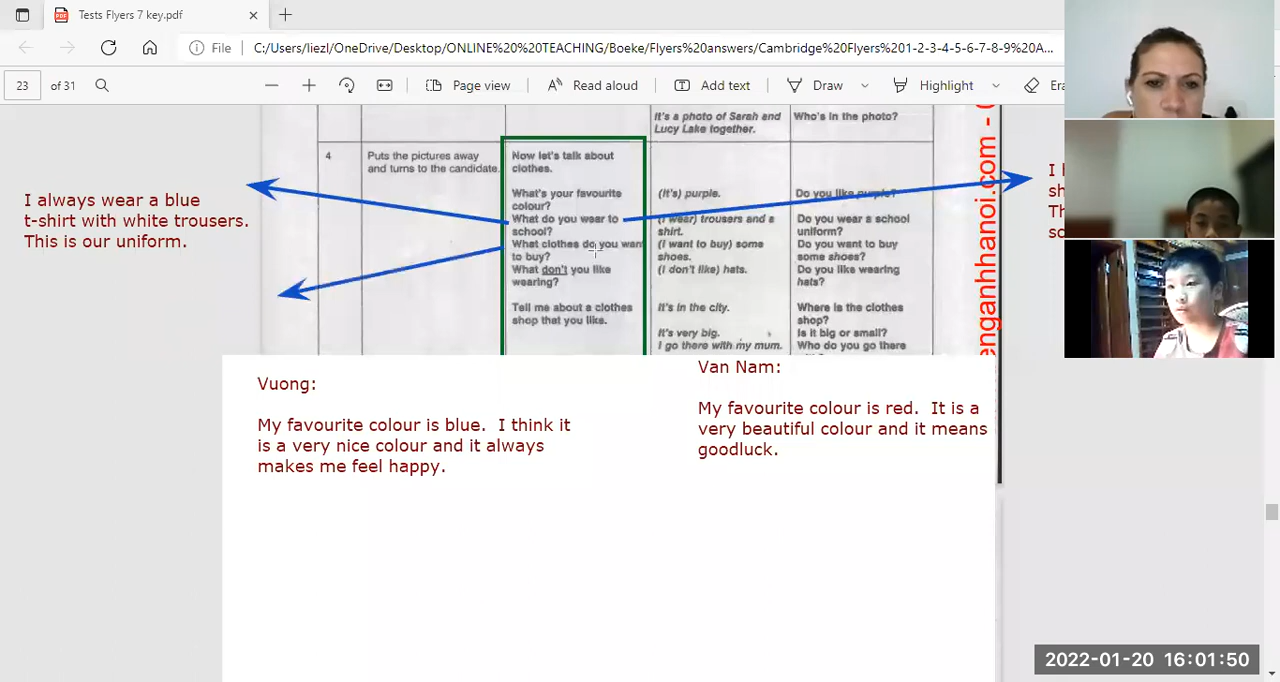 Tests Flyers 7 key.pdf
File
C:/Users/liezl/OneDrive/Desktop/ONLINE%20%20TEACHING/Boeke/Flyers%20answers/Cambridge%20Flyers%201-2-3-4-5-6-7-8-9%20A...
23 of 31
Page view
Read aloud
Add text
Draw
Highlight
Era
It's a photo of Sarah and
Lucy Lake together.
Who's in the photo?
4
Puts the pictures away
and turns to the candidate.
Now let's talk about
clothes.
What's your favourite
colour?
What do you wear to
school?
What clothes do you want
to buy?
What don't you like
wearing?
Tell me about a clothes
shop that you like.
(It's) purple.
(I wear) trousers and a
shirt.
(I want to buy) some
shoes.
(I don't like) hats.
It's in the city.
It's very big.
I go there with my mum.
Do you like purple?
Do you wear a school
uniform?
Do you want to buy
some shoes?
Do you like wearing
hats?
Where is the clothes
shop?
Is it big or small?
Who do you go there
enganhhanoi.com - (
I always wear a blue
t-shirt with white trousers.
This is our uniform.
I
sh
Th
sc
Vuong:
My favourite colour is blue. I think it
is a very nice colour and it always
makes me feel happy.
Van Nam:
My favourite colour is red. It is a
very beautiful colour and it means
goodluck.
2022-01-20 16:01:50